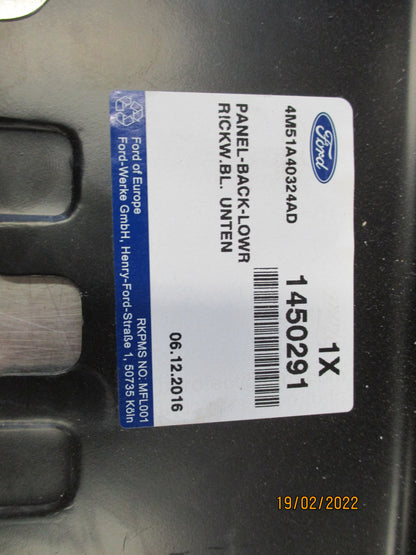 Ford
4M51A40324AD
1X
1450291
PANEL-BACK-LOWR
R!CKW.BL. UNTEN
06.12.2016
Ford of Europe
Ford-Werke GmbH, Henry-Ford-Straße 1, 50735 Köln
RKPMS NO: MFL001
19/02/2022